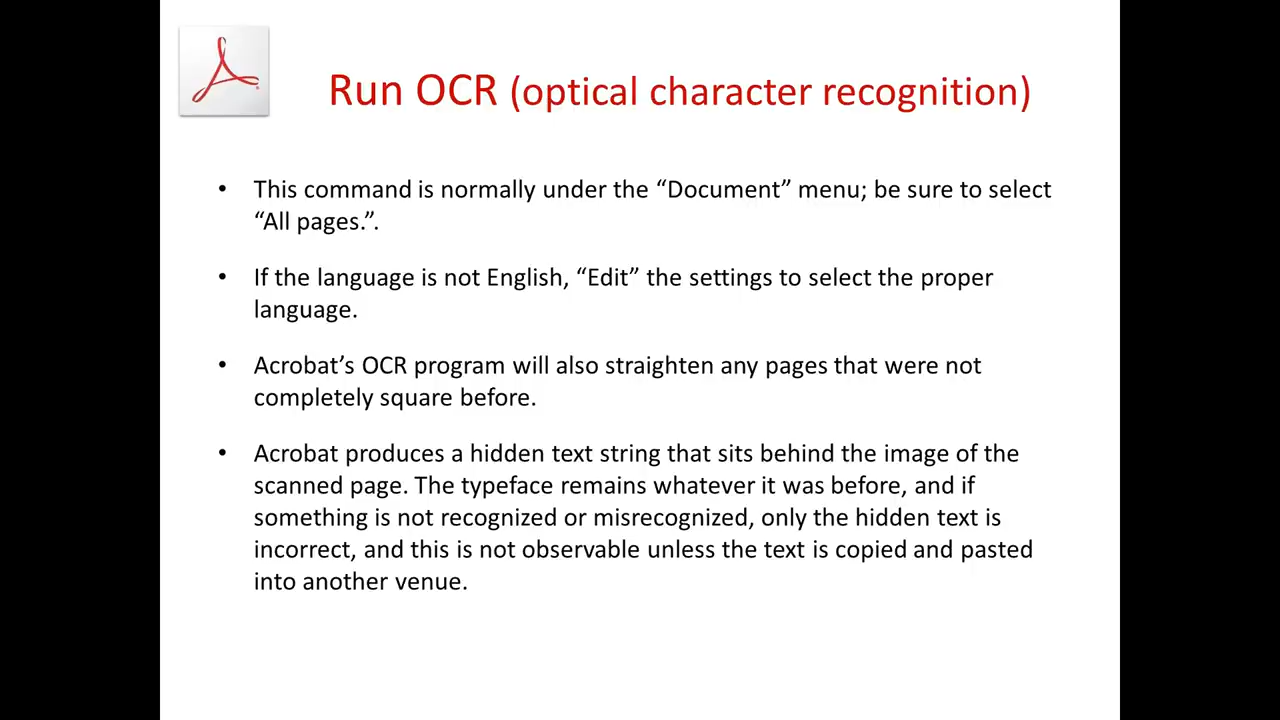 Run OCR (optical character recognition)
• This command is normally under the “Document” menu; be sure to select
“All pages.”.
• If the language is not English, “Edit” the settings to select the proper
language.
• Acrobat’s OCR program will also straighten any pages that were not
completely square before.
• Acrobat produces a hidden text string that sits behind the image of the
scanned page. The typeface remains whatever it was before, and if
something is not recognized or misrecognized, only the hidden text is
incorrect, and this is not observable unless the text is copied and pasted
into another venue.